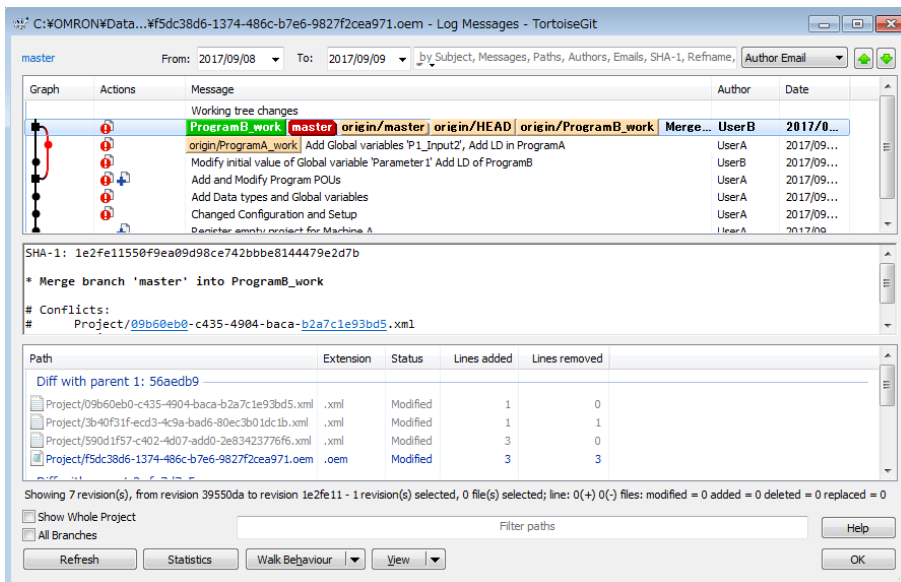 C:¥OMRON¥Data...¥f5dc38d6-1374-486c-b7e6-9827f2cea971.oem - Log Messages - TortoiseGit
master From: 2017/09/08 To: 2017/09/09 by Subject, Messages, Paths, Authors, Emails, SHA-1, Refname, Author Email
Graph Actions Message Author Date
Working tree changes
ProgramB_work master origin/master origin/HEAD origin/ProgramB_work Merge... UserB 2017/0...
origin/ProgramA_work Add Global variables 'P1_Input2', Add LD in ProgramA UserA 2017/09...
Modify initial value of Global variable 'Parameter1' Add LD of ProgramB UserB 2017/09...
Add and Modify Program POUs UserA 2017/09...
Add Data types and Global variables UserA 2017/09...
Changed Configuration and Setup UserA 2017/09...
Register empty project for Machine A UserA 2017/09
SHA-1: 1e2fe11550f9ea09d98ce742bbbe8144479e2d7b
* Merge branch 'master' into ProgramB_work
# Conflicts:
# Project/09b60eb0-c435-4904-baca-b2a7c1e93bd5.xml
Path Extension Status Lines added Lines removed
Diff with parent 1: 56aedb9
Project/09b60eb0-c435-4904-baca-b2a7c1e93bd5.xml .xml Modified 1 0
Project/3b40f31f-ecd3-4c9a-bad6-80ec3b01dc1b.xml .xml Modified 1 1
Project/590d1f57-c402-4d07-add0-2e83423776f6.xml .xml Modified 3 0
Project/f5dc38d6-1374-486c-b7e6-9827f2cea971.oem .oem Modified 3 3
Showing 7 revision(s), from revision 39550da to revision 1e2fe11 - 1 revision(s) selected, 0 file(s) selected; line: 0(+) 0(-) files: modified = 0 added = 0 deleted = 0 replaced = 0
Show Whole Project
All Branches
Filter paths
Help
Refresh Statistics Walk Behaviour View OK